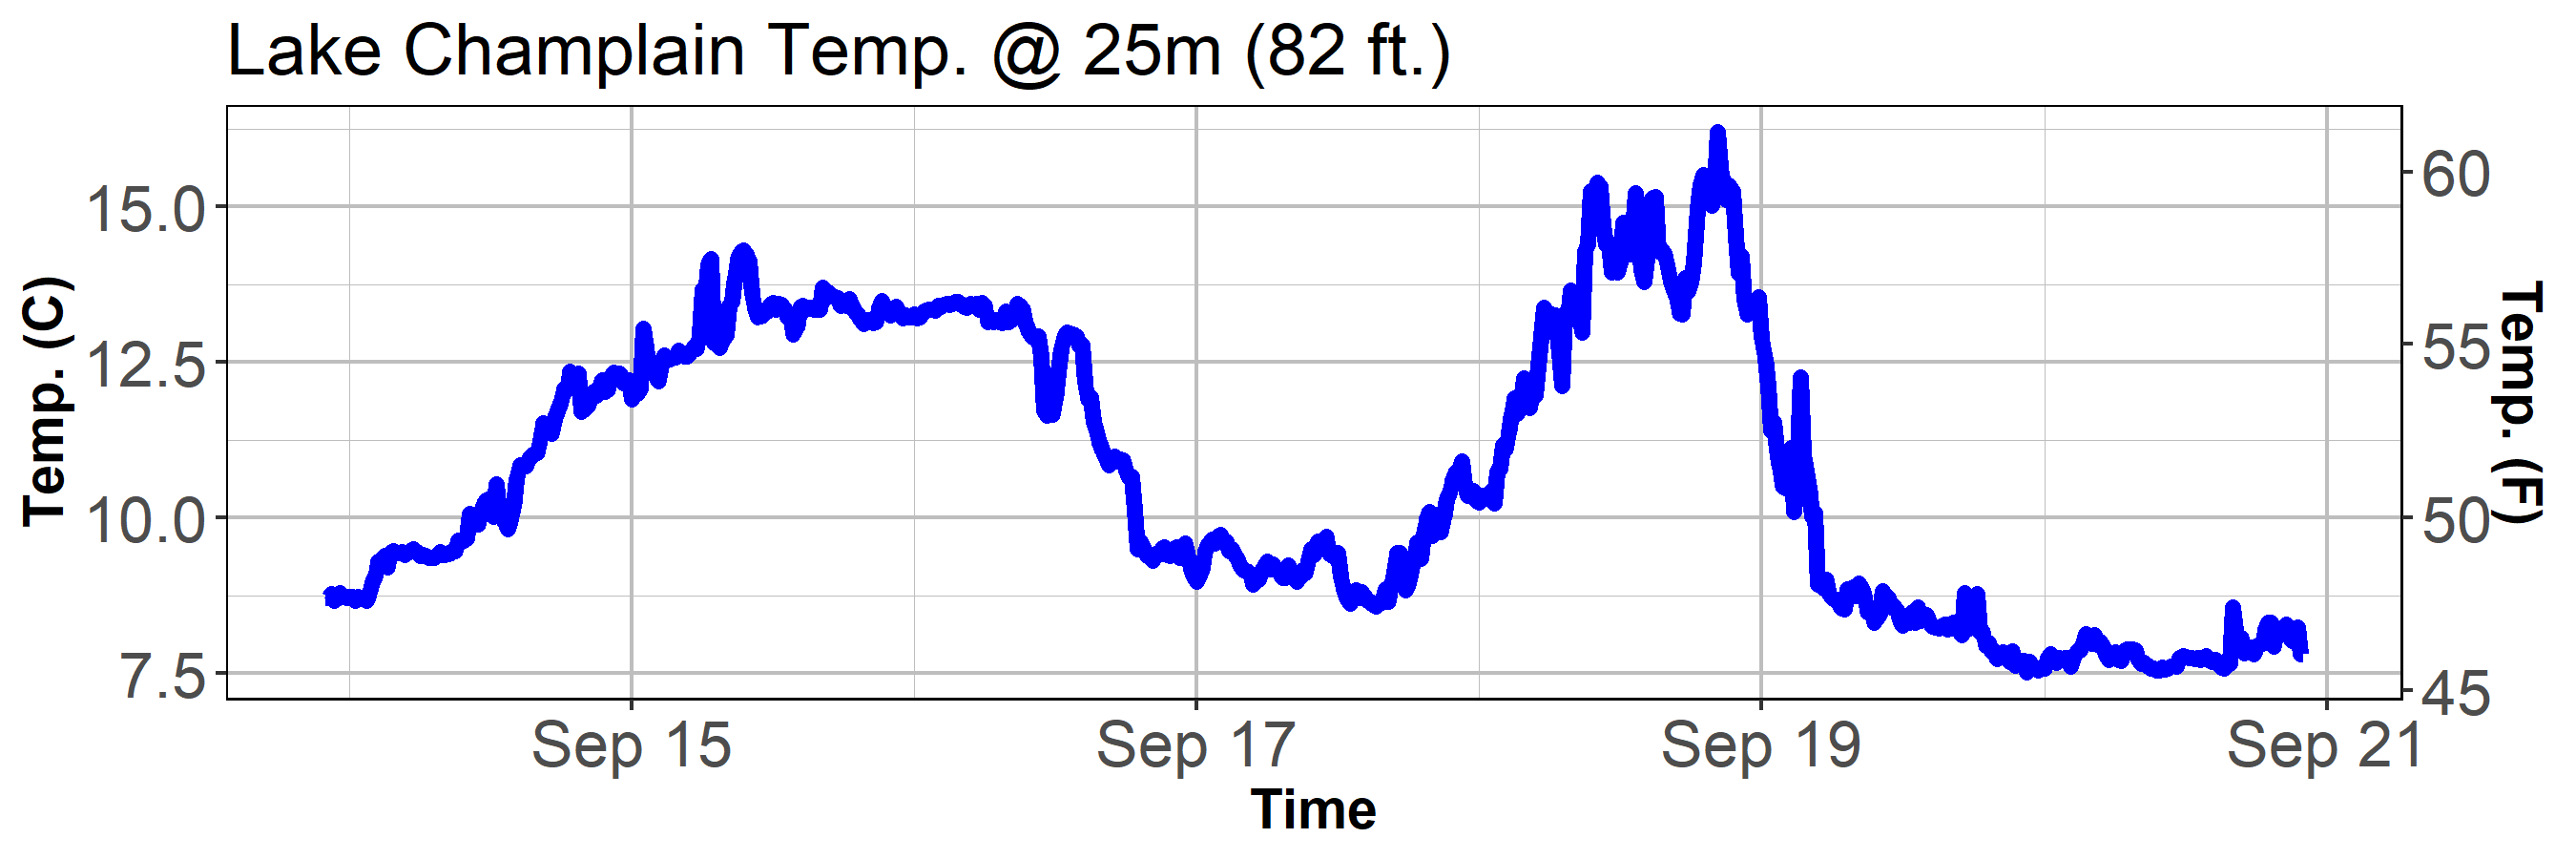 Lake Champlain Temp. @ 25m (82 ft.)
Temp. (C)
15.0
12.5
10.0
7.5
60
55
50
45
Temp. (F)
Sep 15
Sep 17
Sep 19
Sep 21
Time